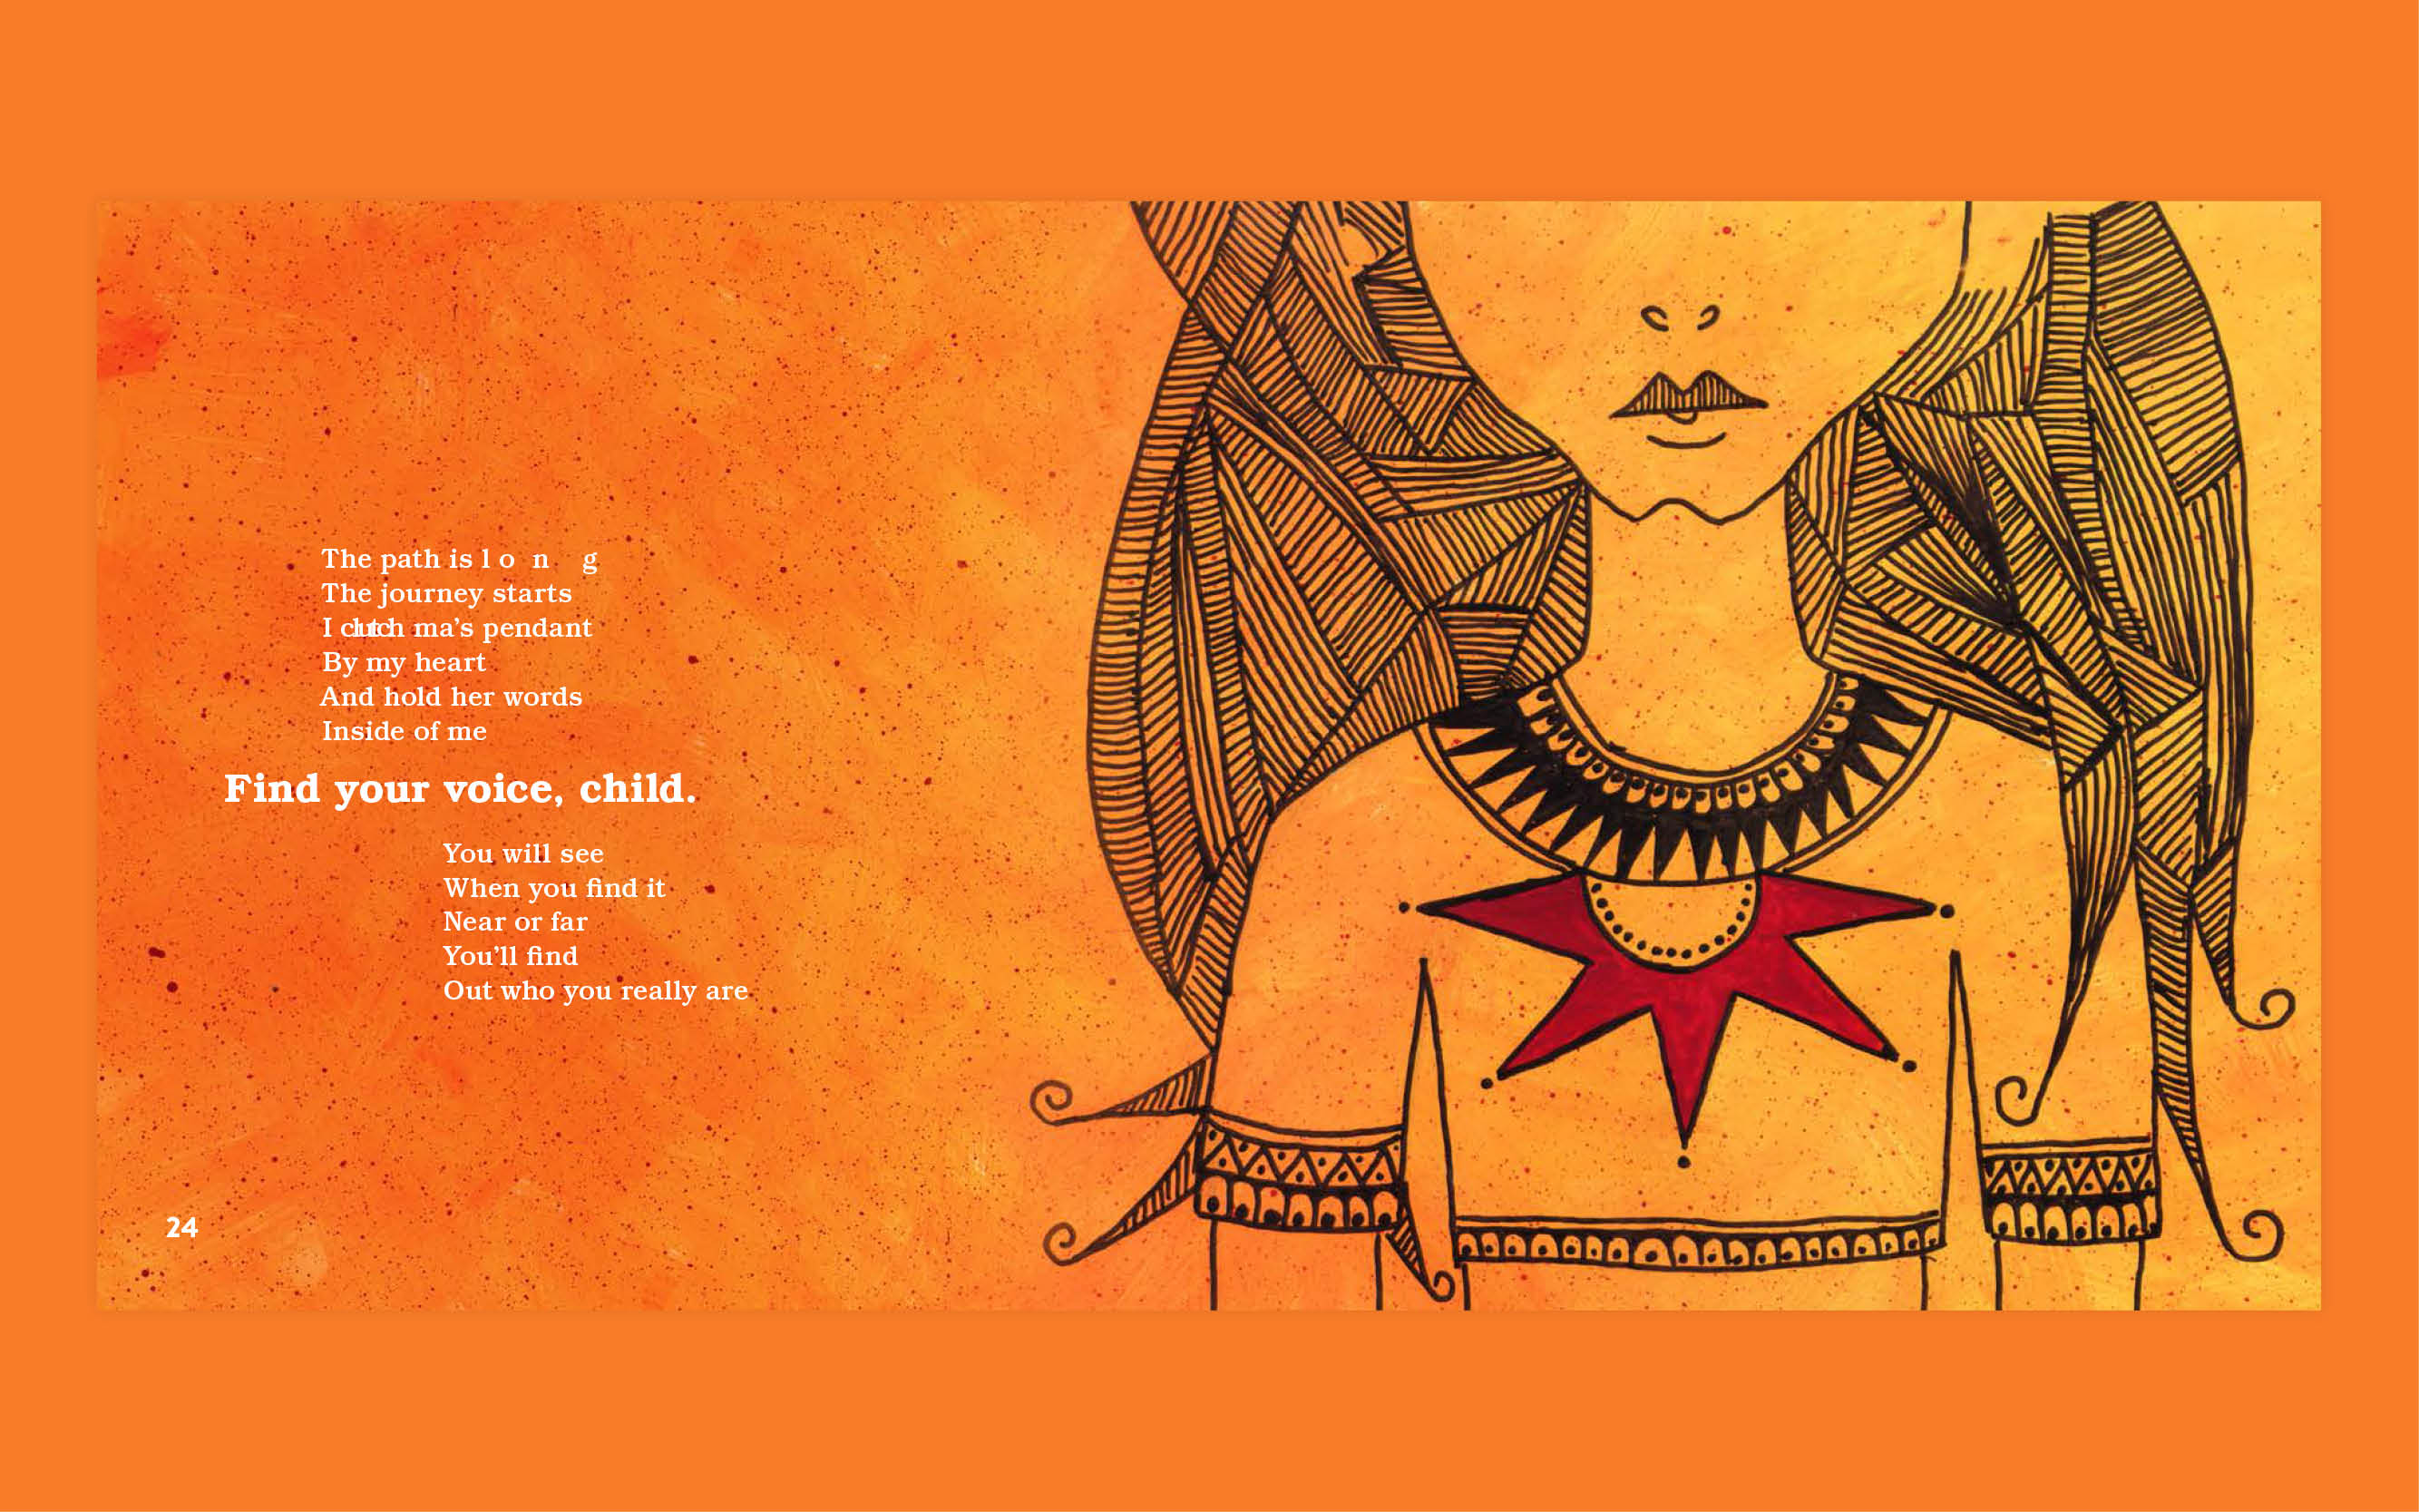 The path is l o n g
The journey starts
I clutch ma’s pendant
By my heart
And hold her words
Inside of me
Find your voice, child.
You will see
When you find it
Near or far
You’ll find
Out who you really are
24